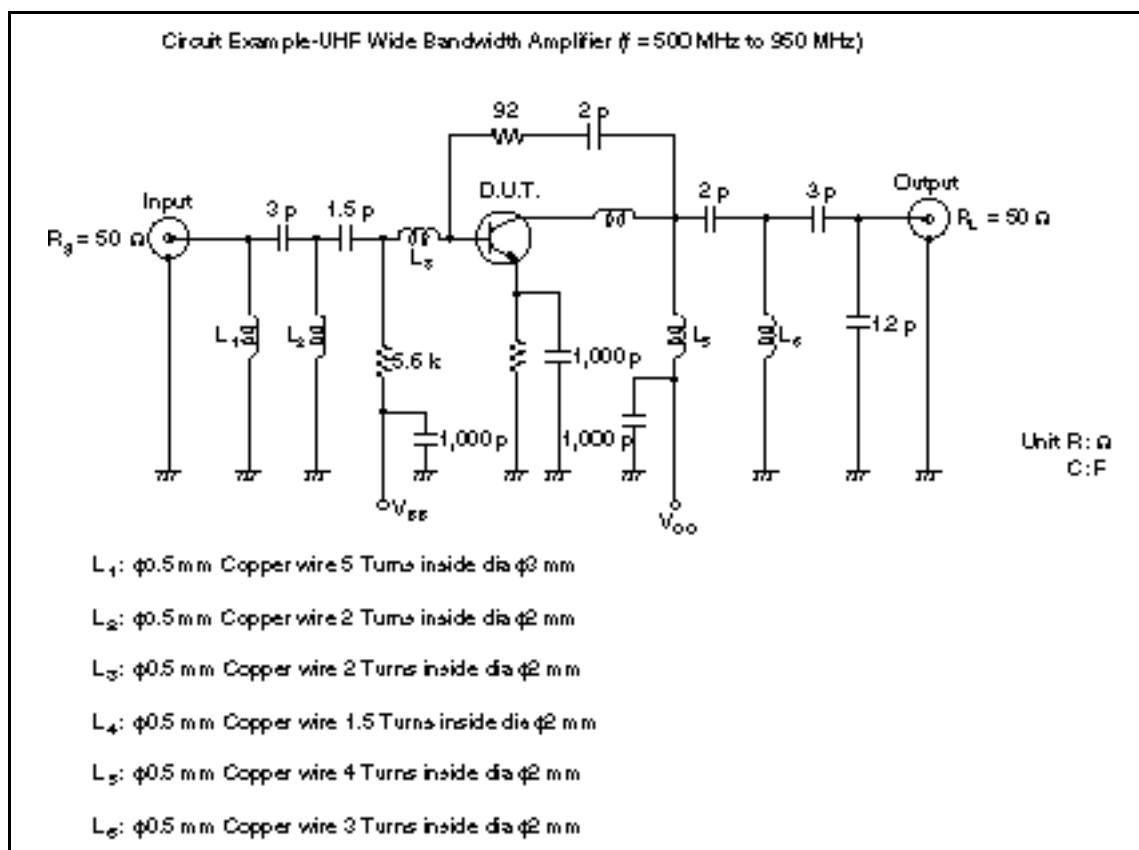 Circuit Example-UHF Wide Bandwidth Amplifier (f = 500 MHz to 950 MHz)
92
2 p
D.U.T.
Input
3 p
1.5 p
2 p
3 p
Output
R
= 50 Ω
L3
R
L
= 50 Ω
L1
L2
5.6 k
1,000 p
L5
L6
12 p
1,000 p
1,000 p
Unit R: Ω
C: F
L1: φ0.5 mm Copper wire 5 Turns inside dia φ3 mm
L2: φ0.5 mm Copper wire 2 Turns inside dia φ2 mm
L3: φ0.5 mm Copper wire 2 Turns inside dia φ2 mm
L4: φ0.5 mm Copper wire 1.5 Turns inside dia φ2 mm
L5: φ0.5 mm Copper wire 4 Turns inside dia φ2 mm
L6: φ0.5 mm Copper wire 3 Turns inside dia φ2 mm